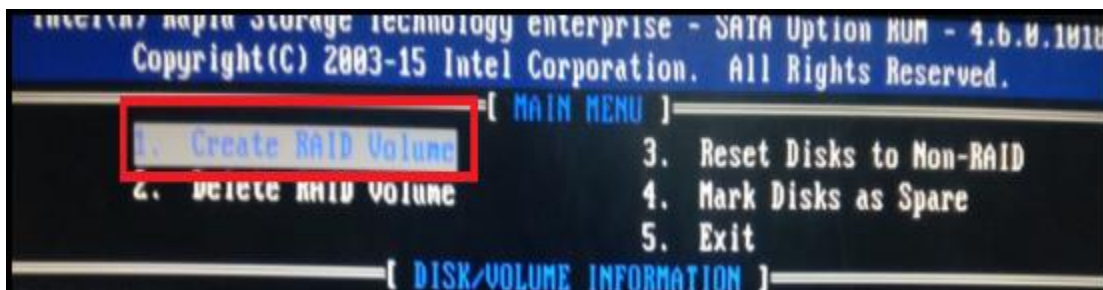 Intel(R) Rapid Storage Technology enterprise - SATA Option ROM - 4.6.0.1018
Copyright(C) 2003-15 Intel Corporation. All Rights Reserved.
[ MAIN MENU ]
1. Create RAID Volume
2. Delete RAID Volume
3. Reset Disks to Non-RAID
4. Mark Disks as Spare
5. Exit
[ DISK/VOLUME INFORMATION ]